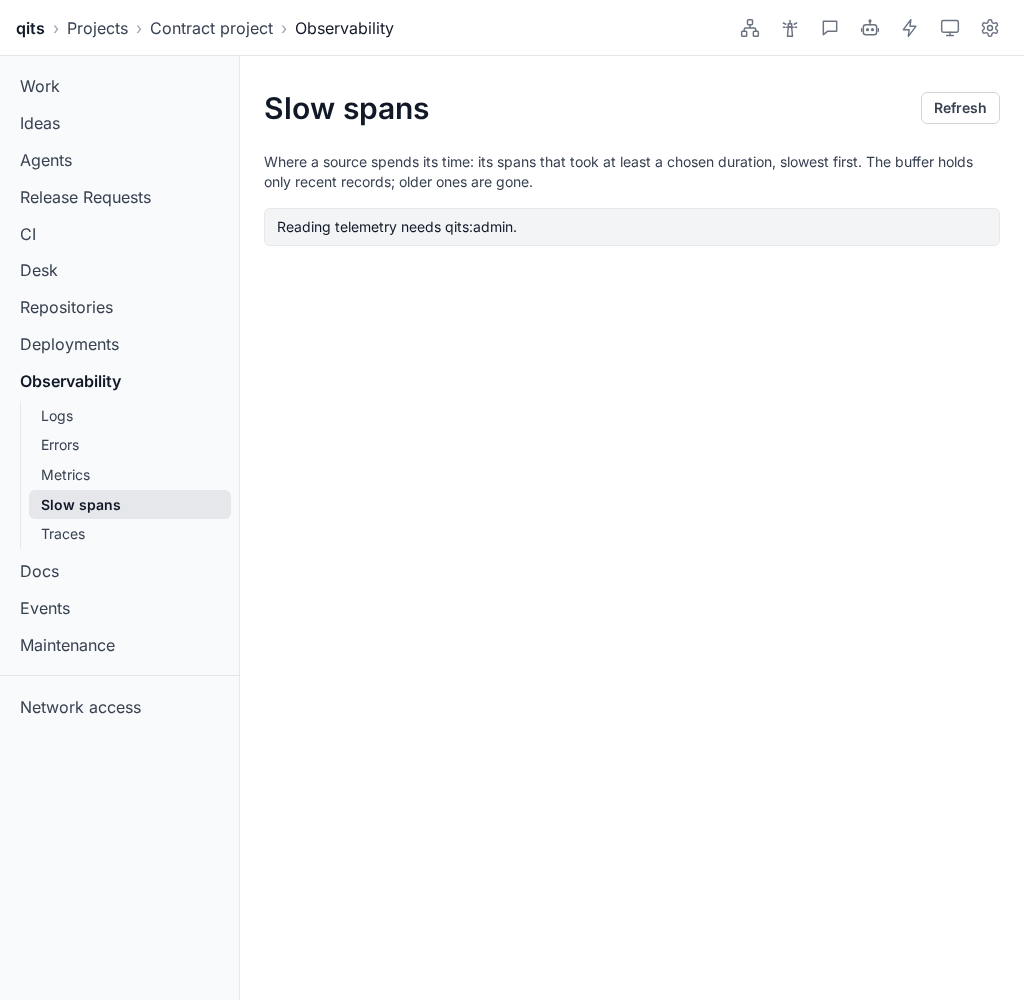 qits › Projects › Contract project › Observability
Work
Ideas
Agents
Release Requests
CI
Desk
Repositories
Deployments
Observability
Logs
Errors
Metrics
Slow spans
Traces
Docs
Events
Maintenance
Network access
Slow spans
Refresh
Where a source spends its time: its spans that took at least a chosen duration, slowest first. The buffer holds
only recent records; older ones are gone.
Reading telemetry needs qits:admin.